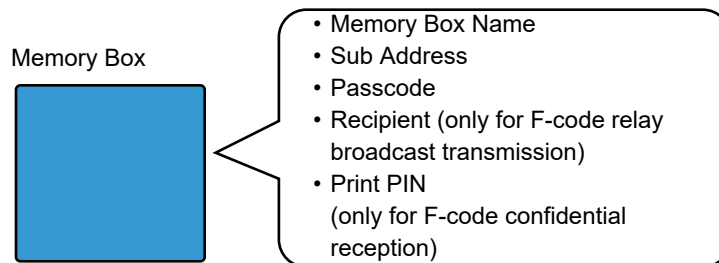 Memory Box
• Memory Box Name
• Sub Address
• Passcode
• Recipient (only for F-code relay
broadcast transmission)
• Print PIN
(only for F-code confidential
reception)